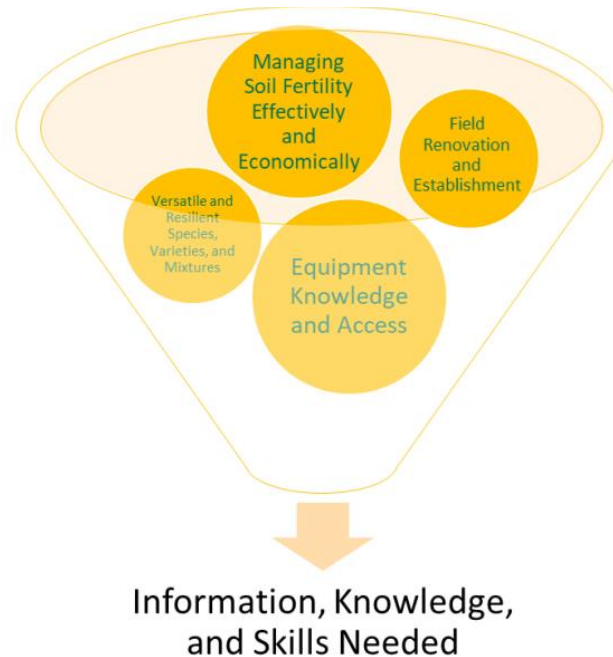 Managing
Soil Fertility
Effectively
and
Economically
Field
Renovation
and
Establishment
Versatile and
Resilient
Species,
Varieties, and
Mixtures
Equipment
Knowledge
and Access
Information, Knowledge,
and Skills Needed